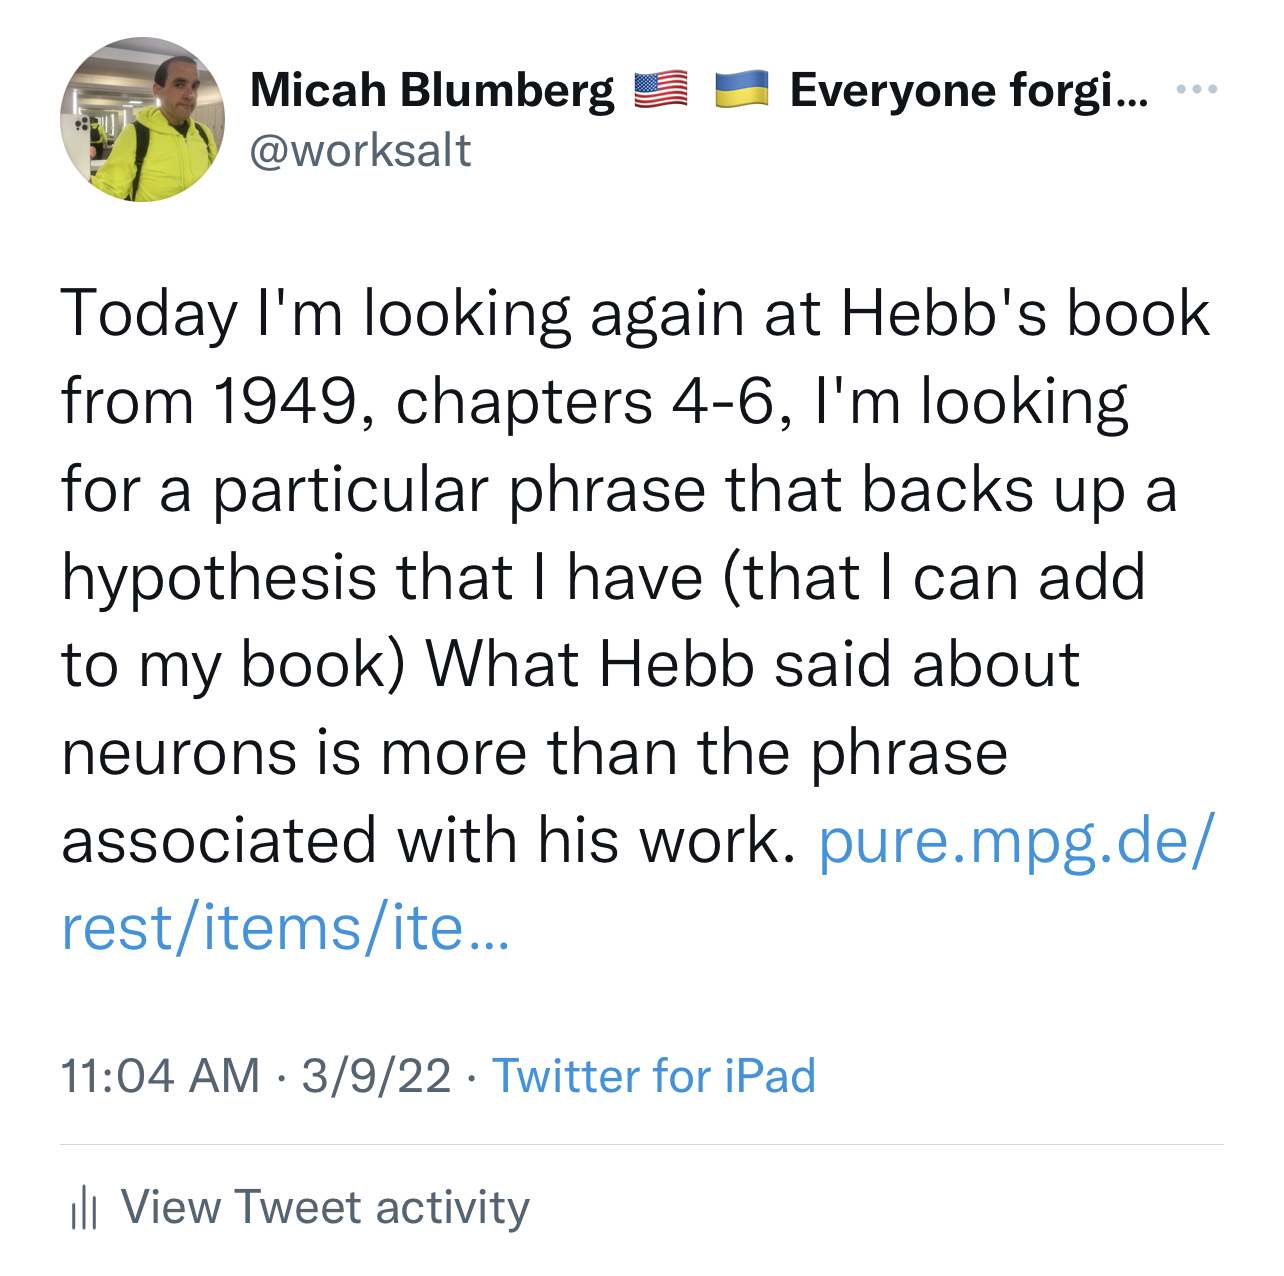 Micah Blumberg 🇺🇸 🇺🇦 Everyone forgi...
@worksalt
Today I'm looking again at Hebb's book
from 1949, chapters 4-6, I'm looking
for a particular phrase that backs up a
hypothesis that I have (that I can add
to my book) What Hebb said about
neurons is more than the phrase
associated with his work. pure.mpg.de/
rest/items/ite...
11:04 AM · 3/9/22 · Twitter for iPad
View Tweet activity